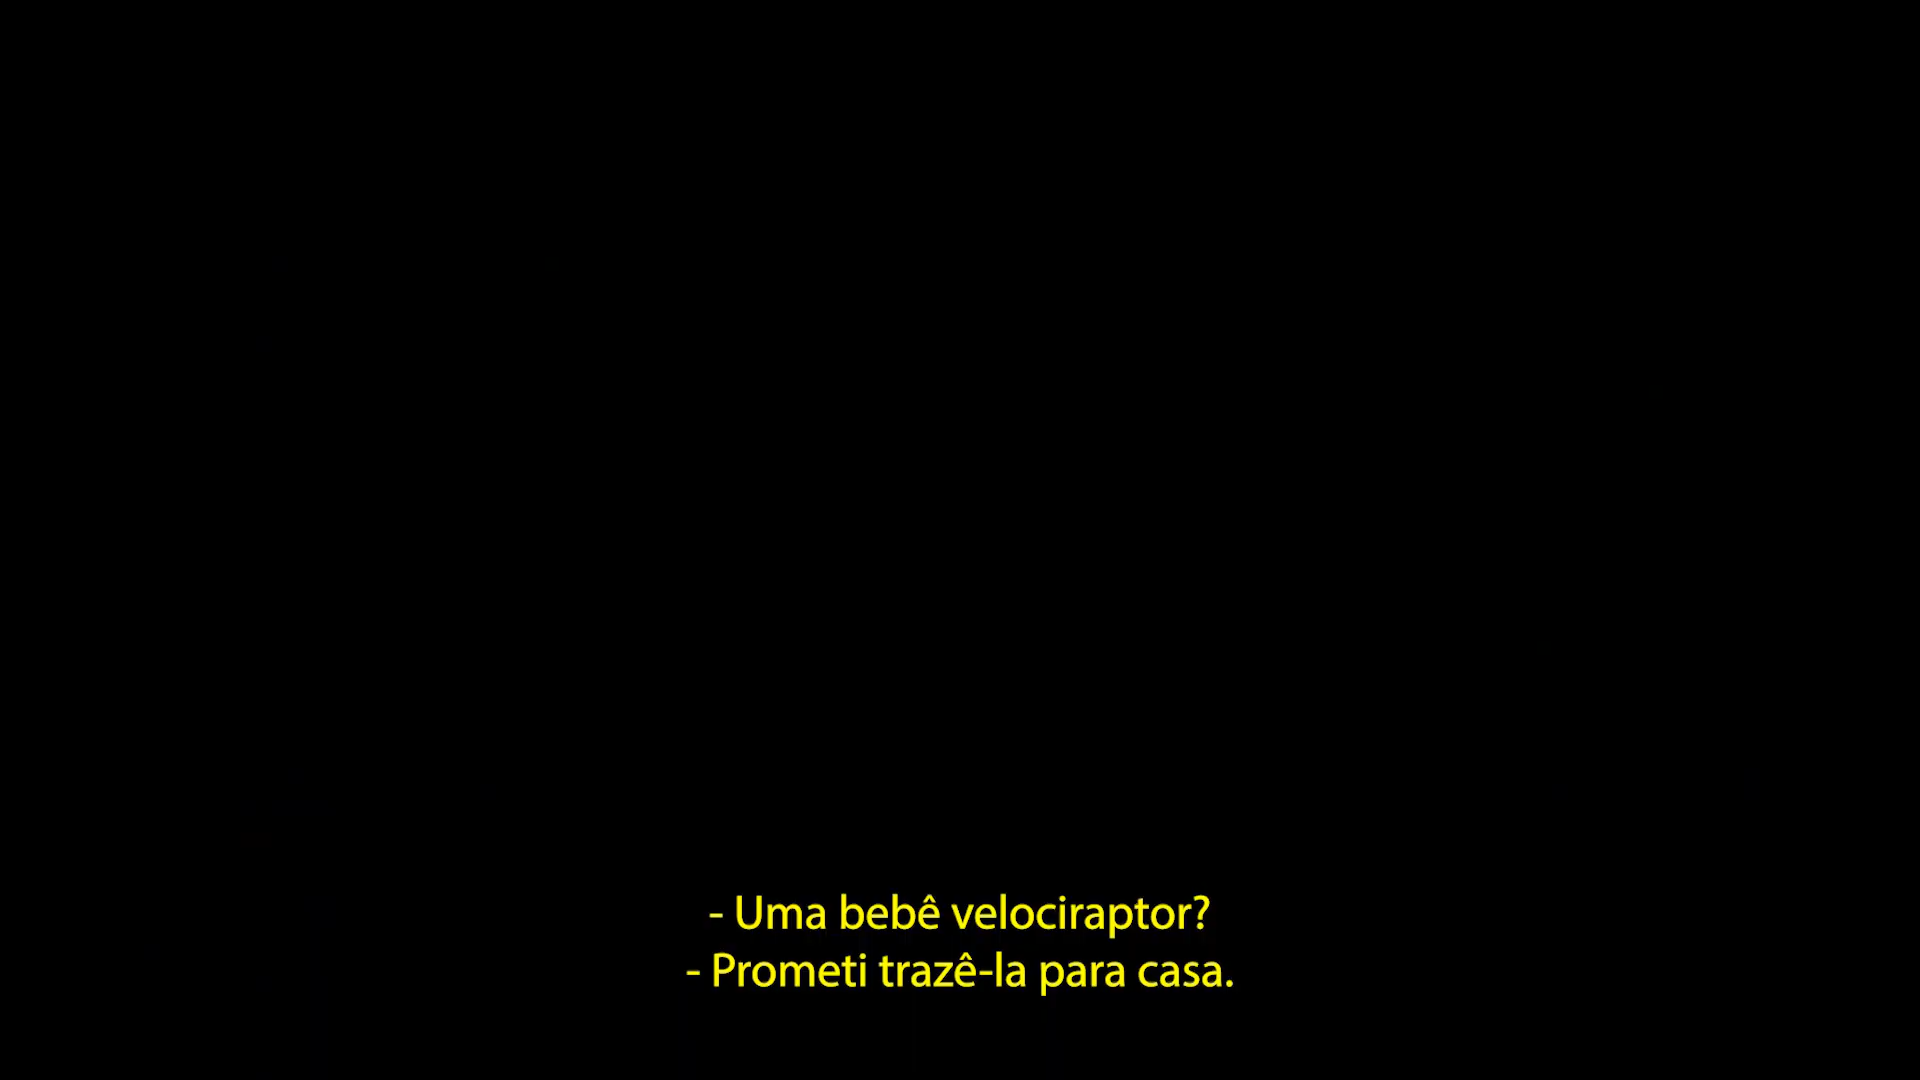 - Uma bebê velociraptor?
- Prometi trazê-la para casa.